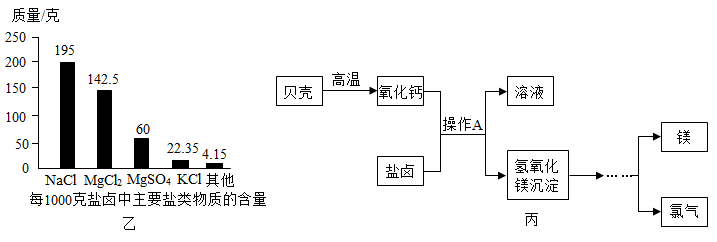 质量/克
250
200
150
100
50
0
195
142.5
60
22.35
4.15
NaCl MgCl₂ MgSO₄ KCl 其他
每1000克盐卤中主要盐类物质的含量
乙
贝壳
高温
氧化钙
盐卤
操作A
溶液
氢氧化
镁沉淀
……
镁
氯气
丙